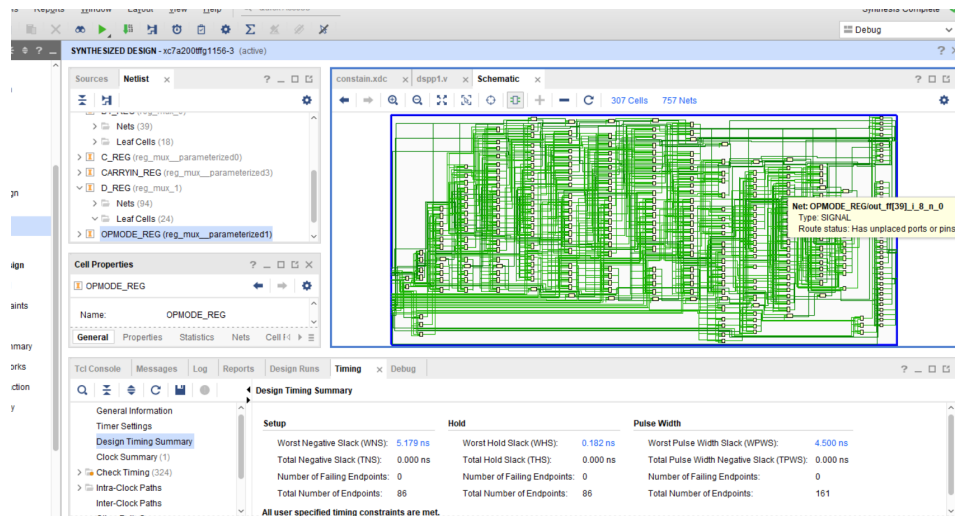 Reports Window Layout View Help
Synthesis Complete
Debug
SYNTHESIZED DESIGN - xc7a200tffg1156-3 (active)
Sources Netlist
Nets (39)
Leaf Cells (18)
C_REG (reg_mux__parameterized0)
CARRYIN_REG (reg_mux__parameterized3)
D_REG (reg_mux_1)
Nets (94)
Leaf Cells (24)
OPMODE_REG (reg_mux__parameterized1)
constain.xdc dspp1.v Schematic
307 Cells 757 Nets
Net: OPMODE_REG/out_ff[39]_i_8_n_0
Type: SIGNAL
Route status: Has unplaced ports or pins
Cell Properties
OPMODE_REG
Name: OPMODE_REG
General Properties Statistics Nets Cell
Tcl Console Messages Log Reports Design Runs Timing Debug
Design Timing Summary
General Information
Timer Settings
Design Timing Summary
Clock Summary (1)
Check Timing (324)
Intra-Clock Paths
Inter-Clock Paths
Setup Hold Pulse Width
Worst Negative Slack (WNS): 5.179 ns Worst Hold Slack (WHS): 0.182 ns Worst Pulse Width Slack (WPWS): 4.500 ns
Total Negative Slack (TNS): 0.000 ns Total Hold Slack (THS): 0.000 ns Total Pulse Width Negative Slack (TPWS): 0.000 ns
Number of Failing Endpoints: 0 Number of Failing Endpoints: 0 Number of Failing Endpoints: 0
Total Number of Endpoints: 86 Total Number of Endpoints: 86 Total Number of Endpoints: 161
All user specified timing constraints are met.